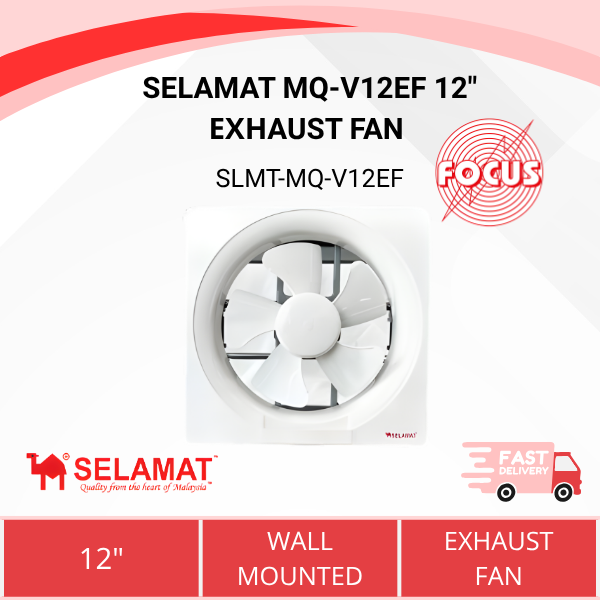 SELAMAT MQ-V12EF 12"
EXHAUST FAN
SLMT-MQ-V12EF
FOCUS
SELAMAT
SELAMAT™
Quality from the heart of Malaysia
FAST
DELIVERY
12"
WALL
MOUNTED
EXHAUST
FAN